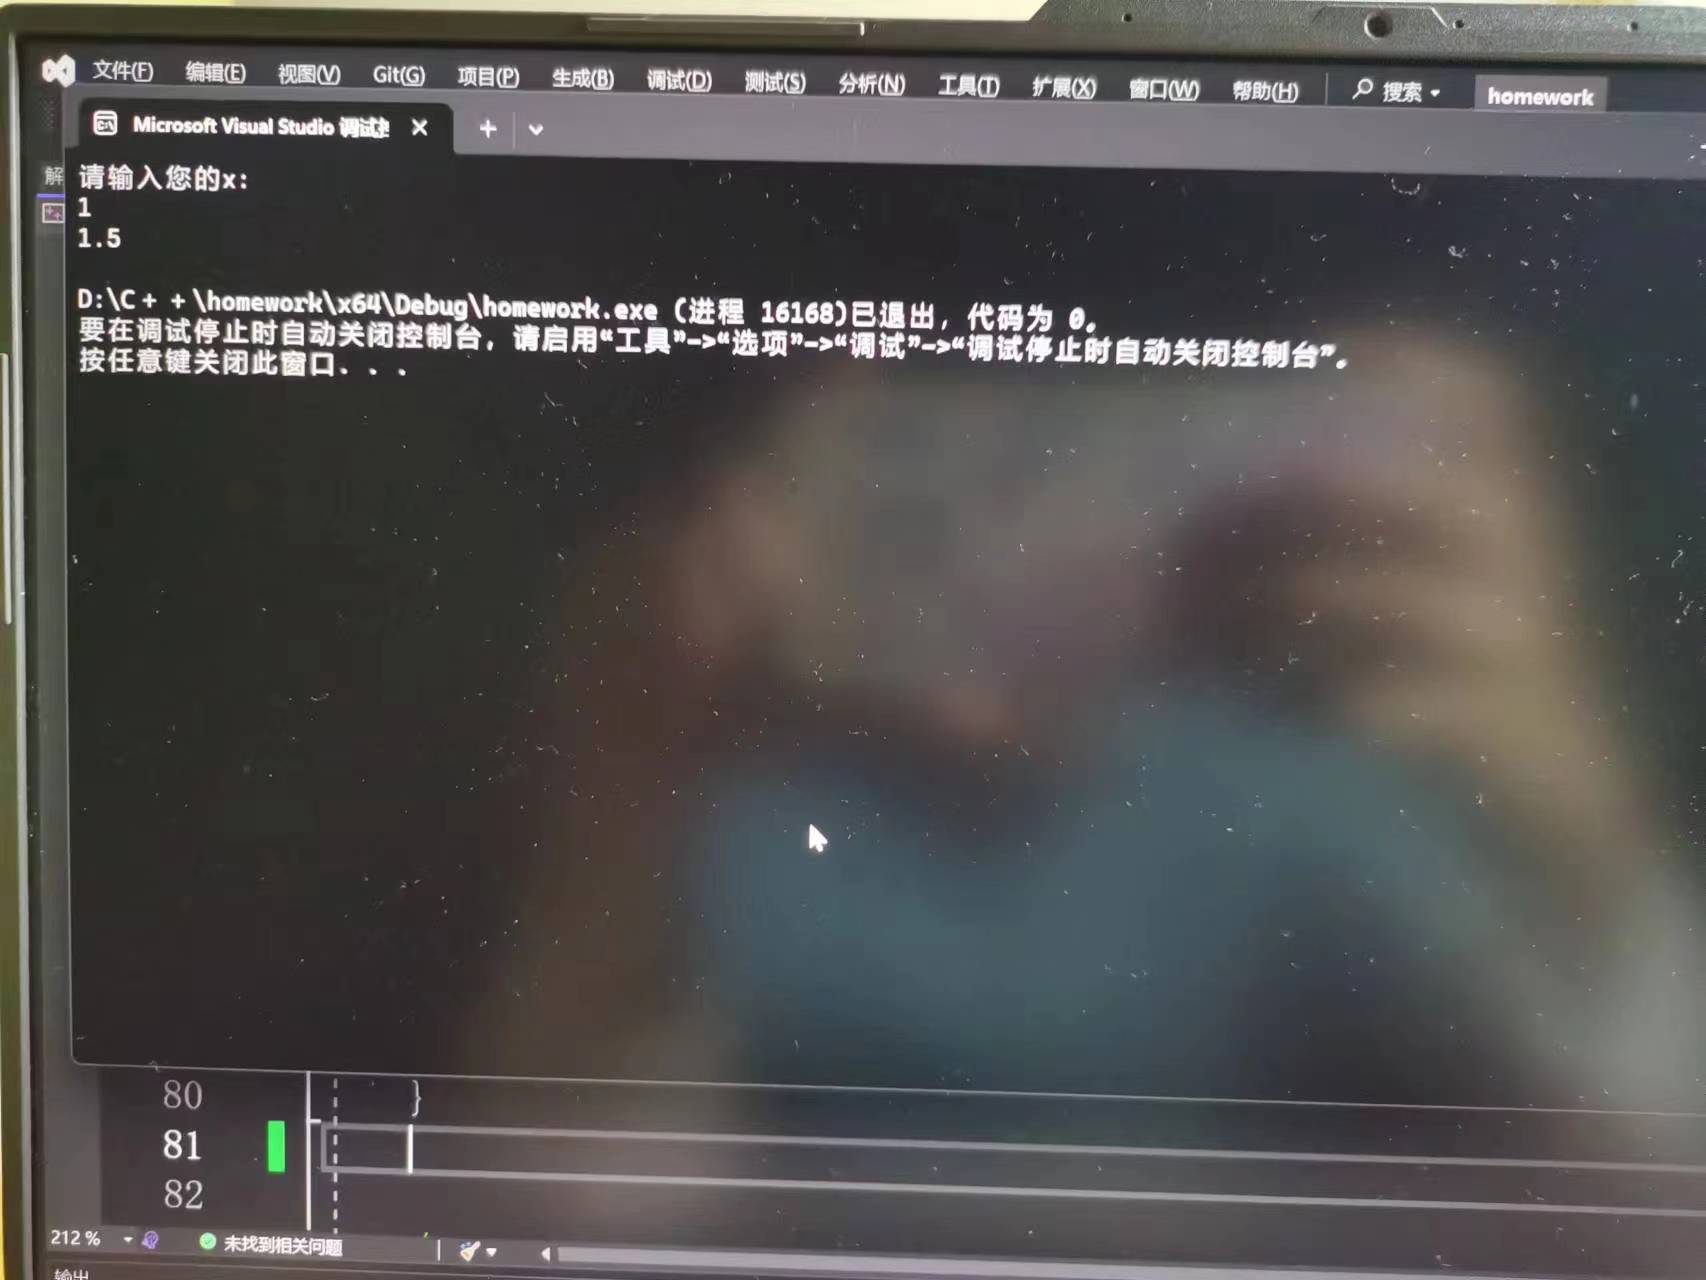 文件(F) 编辑(E) 视图(V) Git(G) 项目(P) 生成(B) 调试(D) 测试(S) 分析(N) 工具(T) 扩展(X) 窗口(W) 帮助(H) 搜索 homework
Microsoft Visual Studio 调试
解
请输入您的x:
1
1.5
D:\C++\homework\x64\Debug\homework.exe (进程 16168)已退出，代码为 0。
要在调试停止时自动关闭控制台，请启用“工具”->“选项”->“调试”->“调试停止时自动关闭控制台”。
按任意键关闭此窗口. . .
80 }
81
82
212 % 未找到相关问题
输出